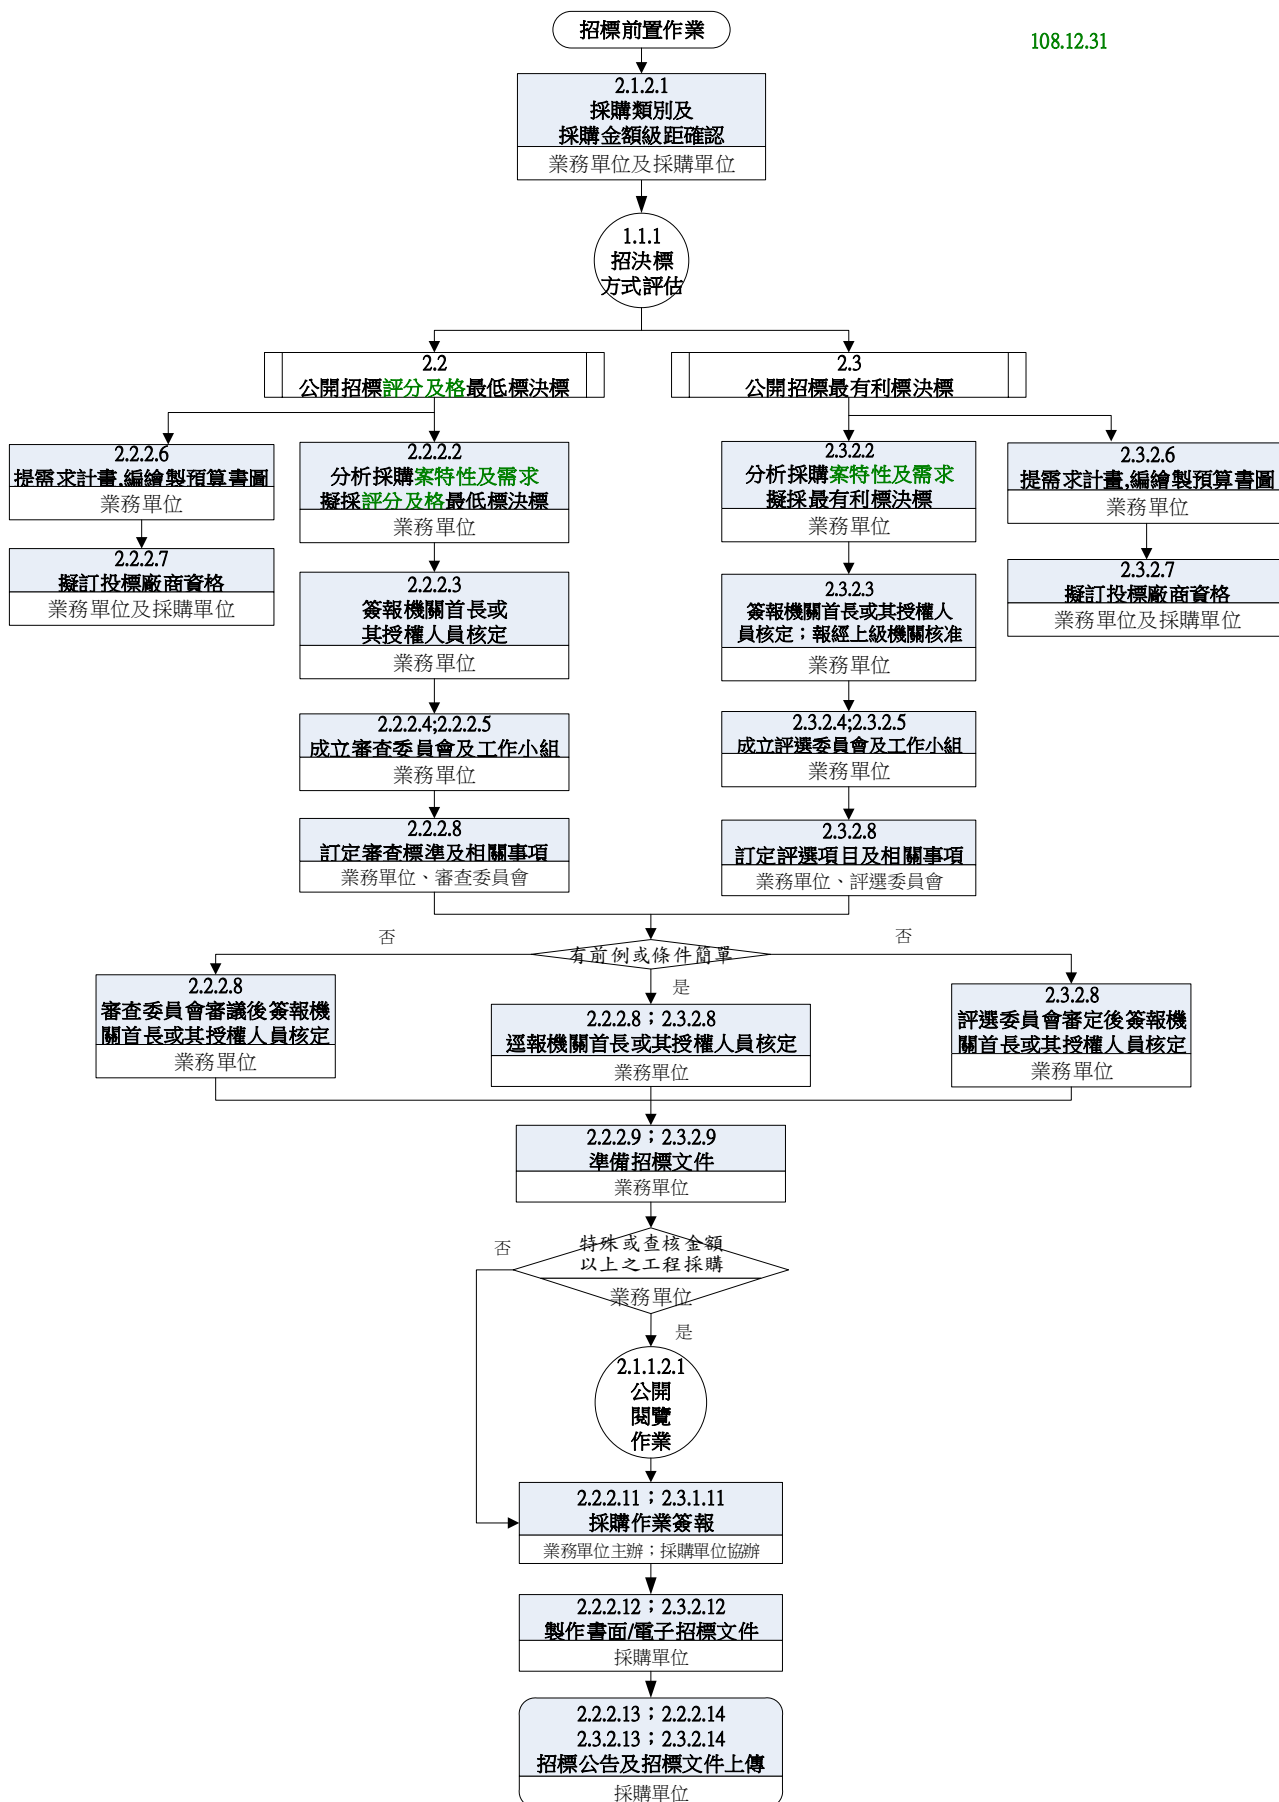 招標前置作業
108.12.31
2.1.2.1
採購類別及
採購金額級距確認
業務單位及採購單位
1.1.1
招決標
方式評估
2.2
公開招標評分及格最低標決標
2.3
公開招標最有利標決標
2.2.2.6
提需求計畫,編繪製預算書圖
業務單位
2.2.2.2
分析採購案特性及需求
擬採評分及格最低標決標
業務單位
2.3.2.2
分析採購案特性及需求
擬採最有利標決標
業務單位
2.3.2.6
提需求計畫,編繪製預算書圖
業務單位
2.2.2.7
擬訂投標廠商資格
業務單位及採購單位
2.2.2.3
簽報機關首長或
其授權人員核定
業務單位
2.3.2.3
簽報機關首長或其授權人
員核定；報經上級機關核准
業務單位
2.3.2.7
擬訂投標廠商資格
業務單位及採購單位
2.2.2.4;2.2.2.5
成立審查委員會及工作小組
業務單位
2.3.2.4;2.3.2.5
成立評選委員會及工作小組
業務單位
2.2.2.8
訂定審查標準及相關事項
業務單位、審查委員會
2.3.2.8
訂定評選項目及相關事項
業務單位、評選委員會
否
有前例或條件簡單
否
是
2.2.2.8
審查委員會審議後簽報機
關首長或其授權人員核定
業務單位
2.2.2.8；2.3.2.8
逕報機關首長或其授權人員核定
業務單位
2.3.2.8
評選委員會審定後簽報機
關首長或其授權人員核定
業務單位
2.2.2.9；2.3.2.9
準備招標文件
業務單位
否
特殊或查核金額
以上之工程採購
業務單位
是
2.1.1.2.1
公開
閱覽
作業
2.2.2.11；2.3.1.11
採購作業簽報
業務單位主辦；採購單位協辦
2.2.2.12；2.3.2.12
製作書面/電子招標文件
採購單位
2.2.2.13；2.2.2.14
2.3.2.13；2.3.2.14
招標公告及招標文件上傳
採購單位